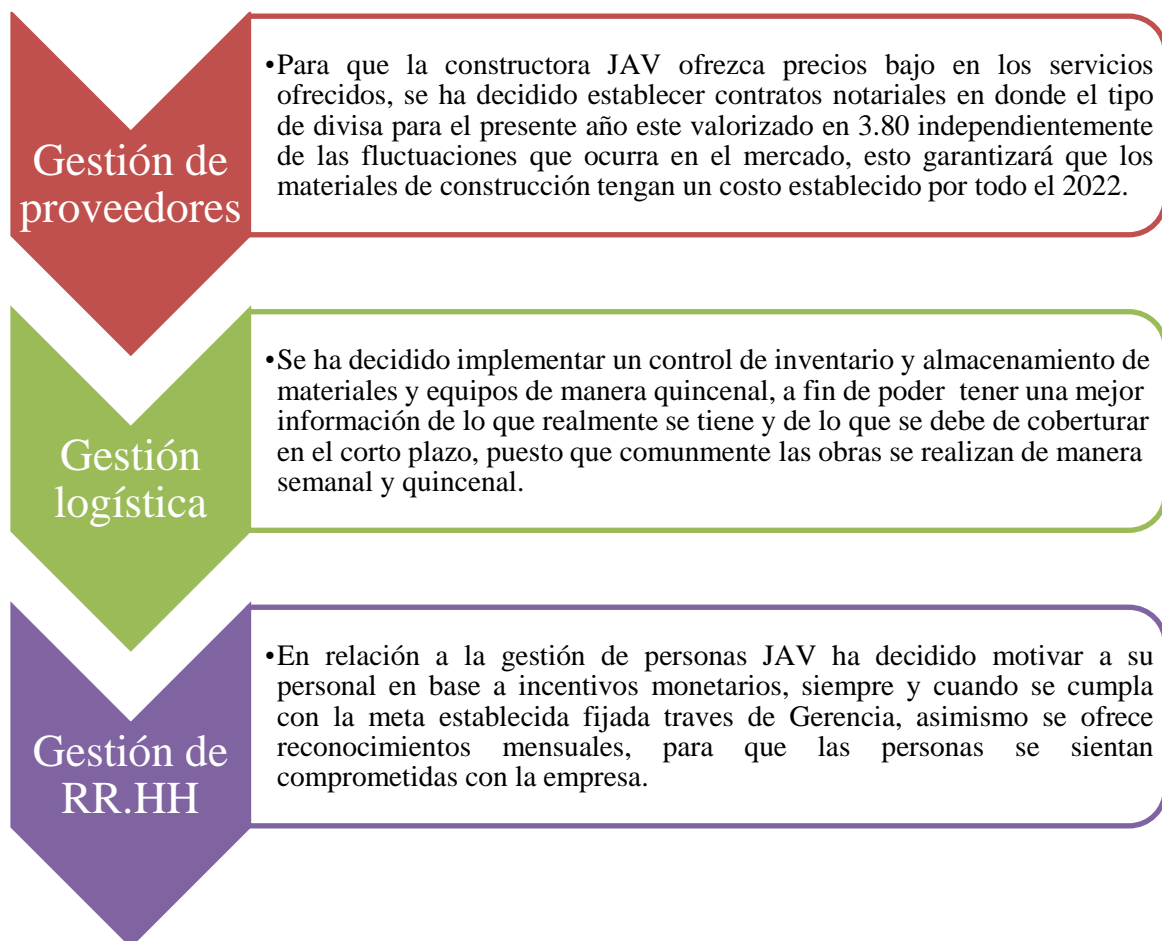 Gestión de
proveedores
•Para que la constructora JAV ofrezca precios bajo en los servicios
ofrecidos, se ha decidido establecer contratos notariales en donde el tipo
de divisa para el presente año este valorizado en 3.80 independientemente
de las fluctuaciones que ocurra en el mercado, esto garantizará que los
materiales de construcción tengan un costo establecido por todo el 2022.
Gestión
logística
•Se ha decidido implementar un control de inventario y almacenamiento de
materiales y equipos de manera quincenal, a fin de poder tener una mejor
información de lo que realmente se tiene y de lo que se debe de coberturar
en el corto plazo, puesto que comunmente las obras se realizan de manera
semanal y quincenal.
Gestión de
RR.HH
•En relación a la gestión de personas JAV ha decidido motivar a su
personal en base a incentivos monetarios, siempre y cuando se cumpla
con la meta establecida fijada traves de Gerencia, asimismo se ofrece
reconocimientos mensuales, para que las personas se sientan
comprometidas con la empresa.